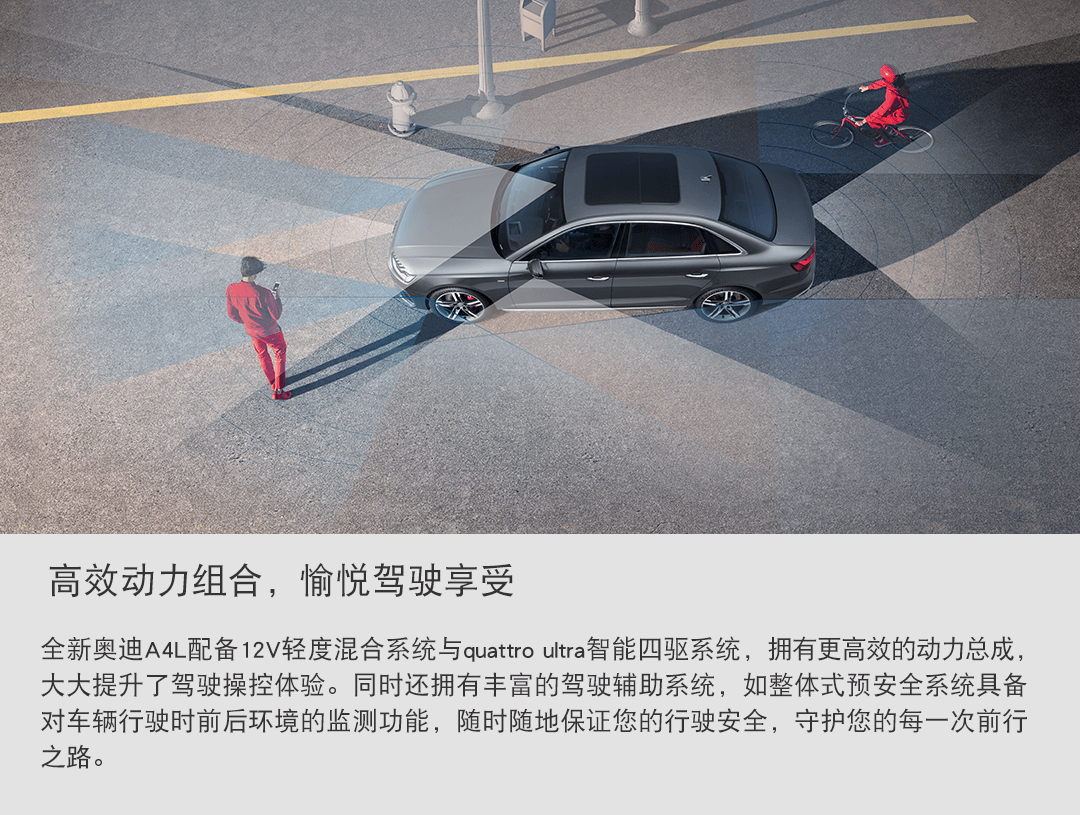 高效动力组合，愉悦驾驶享受
全新奥迪A4L配备12V轻度混合系统与quattro ultra智能四驱系统，拥有更高效的动力总成，
大大提升了驾驶操控体验。同时还拥有丰富的驾驶辅助系统，如整体式预安全系统具备
对车辆行驶时前后环境的监测功能，随时随地保证您的行驶安全，守护您的每一次前行
之路。